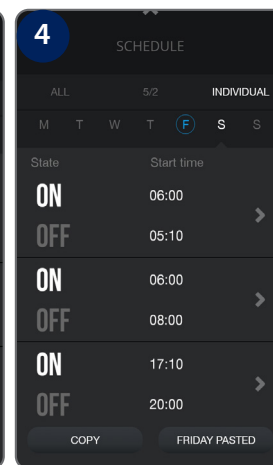 4
SCHEDULE
ALL 5/2 INDIVIDUAL
M T W T F S S
State Start time
ON 06:00
OFF 05:10
ON 06:00
OFF 08:00
ON 17:10
OFF 20:00
COPY FRIDAY PASTED